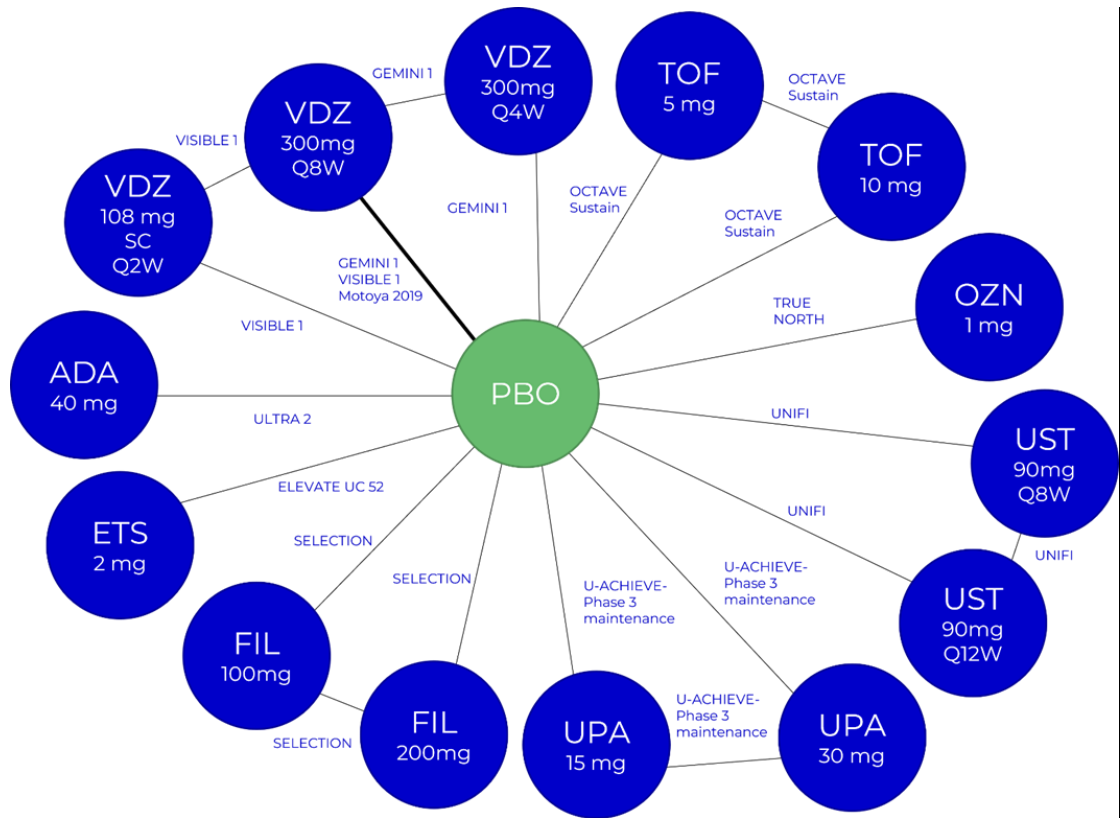 VDZ
300mg
Q4W
GEMINI 1
VDZ
300mg
Q8W
VISIBLE 1
VDZ
108 mg
SC
Q2W
TOF
5 mg
OCTAVE
Sustain
TOF
10 mg
GEMINI 1
OCTAVE
Sustain
OCTAVE
Sustain
GEMINI 1
VISIBLE 1
Motoya 2019
VISIBLE 1
TRUE
NORTH
OZN
1 mg
ADA
40 mg
ULTRA 2
PBO
UNIFI
UST
90mg
Q8W
ELEVATE UC 52
ETS
2 mg
UNIFI
UNIFI
SELECTION
SELECTION
U-ACHIEVE-
Phase 3
maintenance
U-ACHIEVE-
Phase 3
maintenance
UST
90mg
Q12W
FIL
100mg
SELECTION
FIL
200mg
UPA
15 mg
U-ACHIEVE-
Phase 3
maintenance
UPA
30 mg